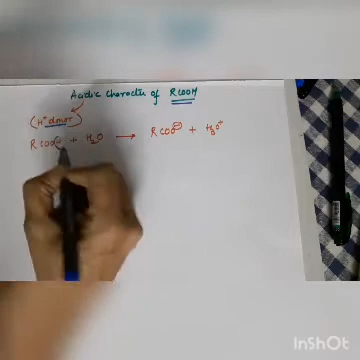 Acidic Character of RCOOH
(H⁺ donor)
RCOOH + H₂O → RCOO⊖ + H₃O⁺
InShOt